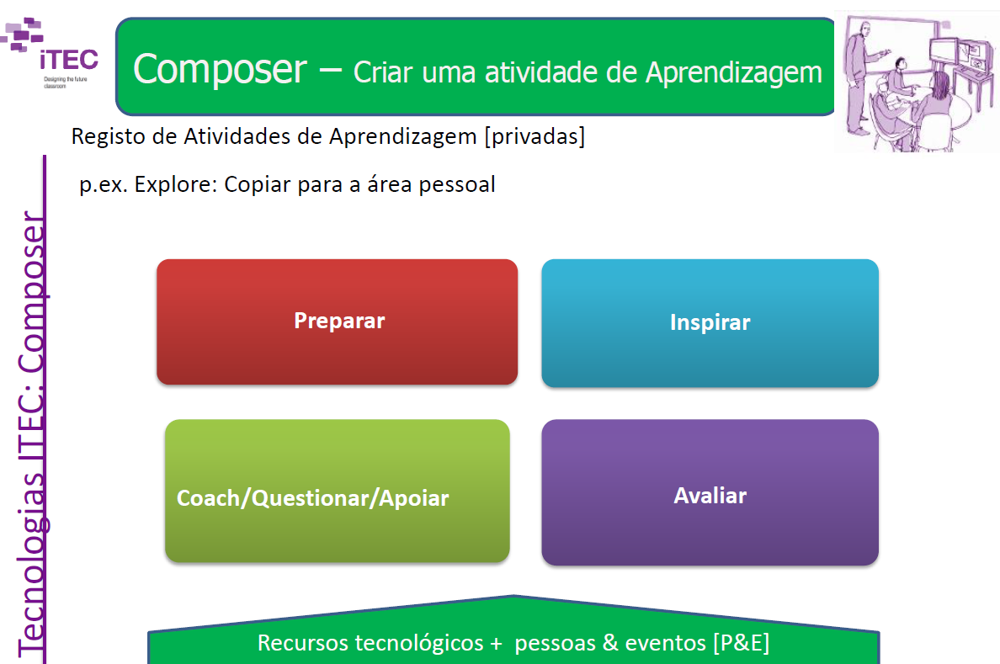 iTEC
Designing the future
classroom
Composer – Criar uma atividade de Aprendizagem
Registo de Atividades de Aprendizagem [privadas]
p.ex. Explore: Copiar para a área pessoal
Tecnologias ITEC: Composer
Preparar
Inspirar
Coach/Questionar/Apoiar
Avaliar
Recursos tecnológicos + pessoas & eventos [P&E]